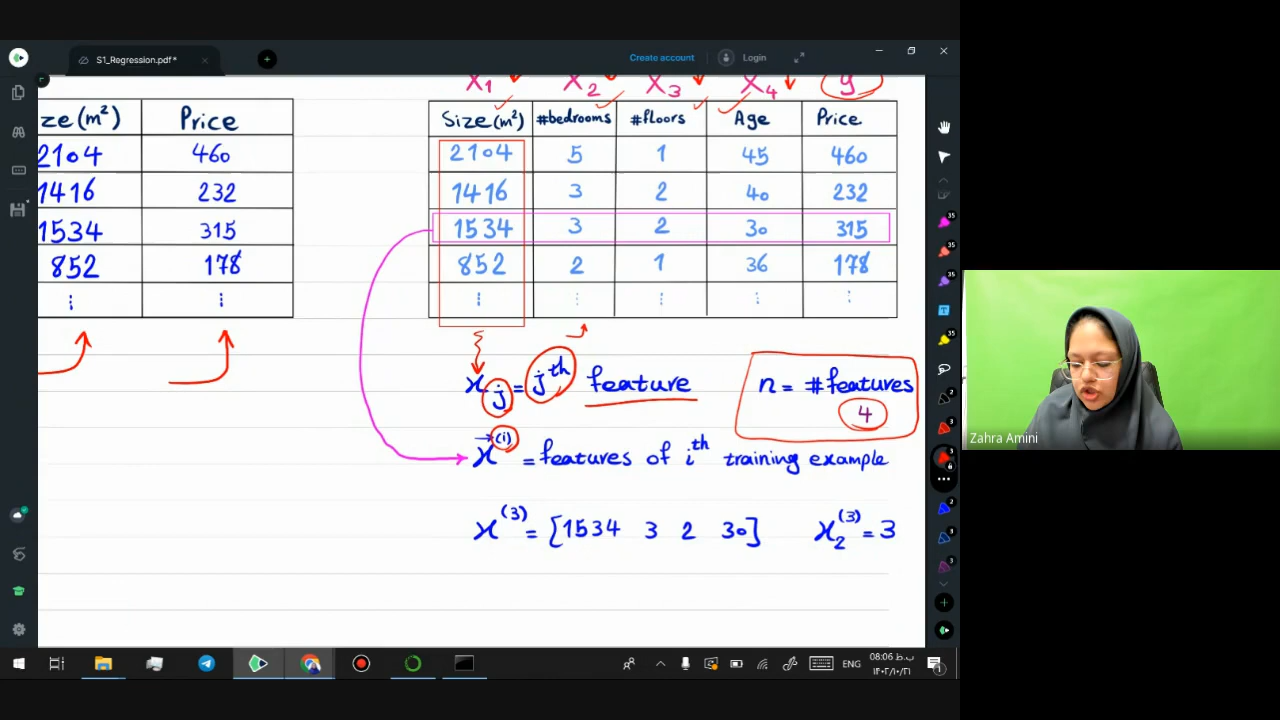 S1_Regression.pdf*
Create account
Login
X1 X2 X3 X4 y
ze (m²) Price
2104 460
1416 232
1534 315
852 178
⋮ ⋮
Size (m²) #bedrooms #floors Age Price
2104 5 1 45 460
1416 3 2 40 232
1534 3 2 30 315
852 2 1 36 178
⋮ ⋮ ⋮ ⋮ ⋮
xj = jth feature
n = #features
4
x⃗(i) = features of ith training example
x(3) = [1534 3 2 30] x2(3) = 3
Zahra Amini
ENG
08:06 ب.ظ
۱۴۰۲/۱۰/۲۱